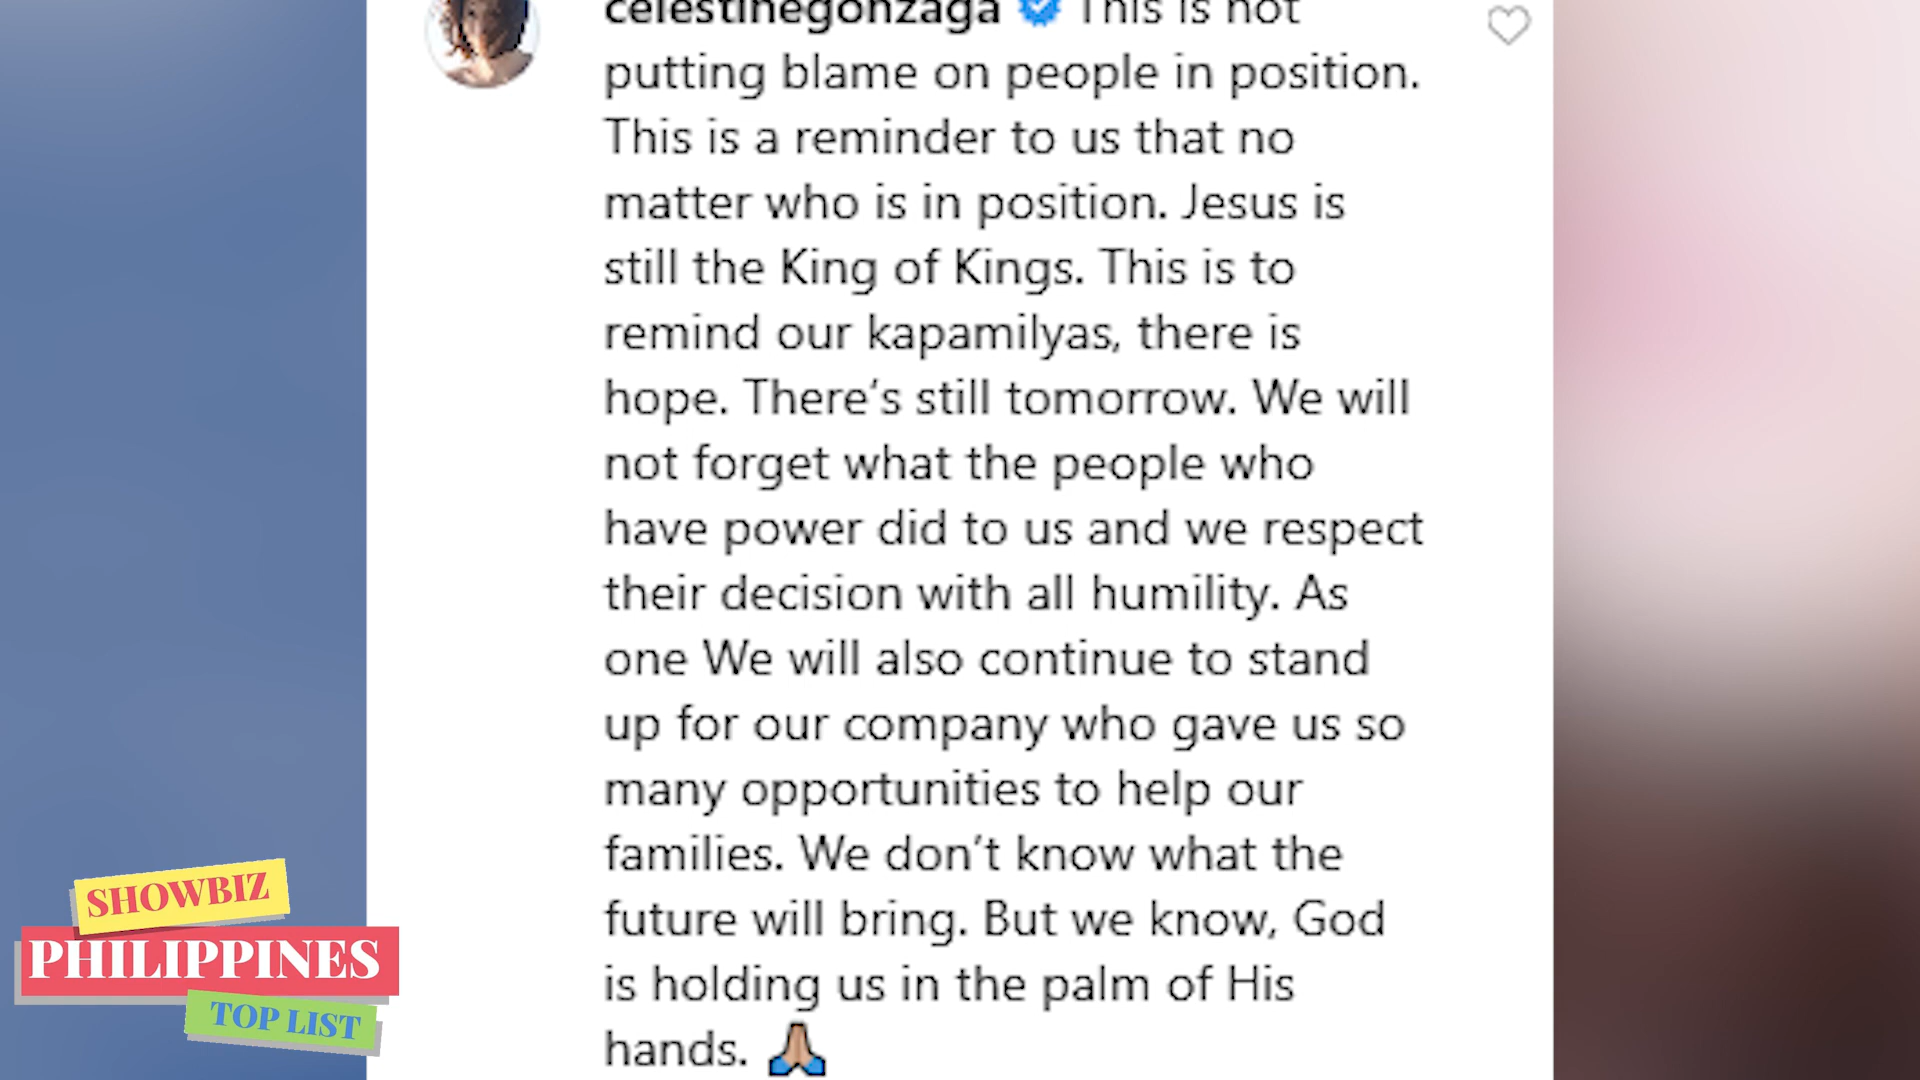 celestinegonzaga This is not
putting blame on people in position.
This is a reminder to us that no
matter who is in position. Jesus is
still the King of Kings. This is to
remind our kapamilyas, there is
hope. There's still tomorrow. We will
not forget what the people who
have power did to us and we respect
their decision with all humility. As
one We will also continue to stand
up for our company who gave us so
many opportunities to help our
families. We don't know what the
future will bring. But we know, God
is holding us in the palm of His
hands. 🙏🏽
SHOWBIZ
PHILIPPINES
TOP LIST